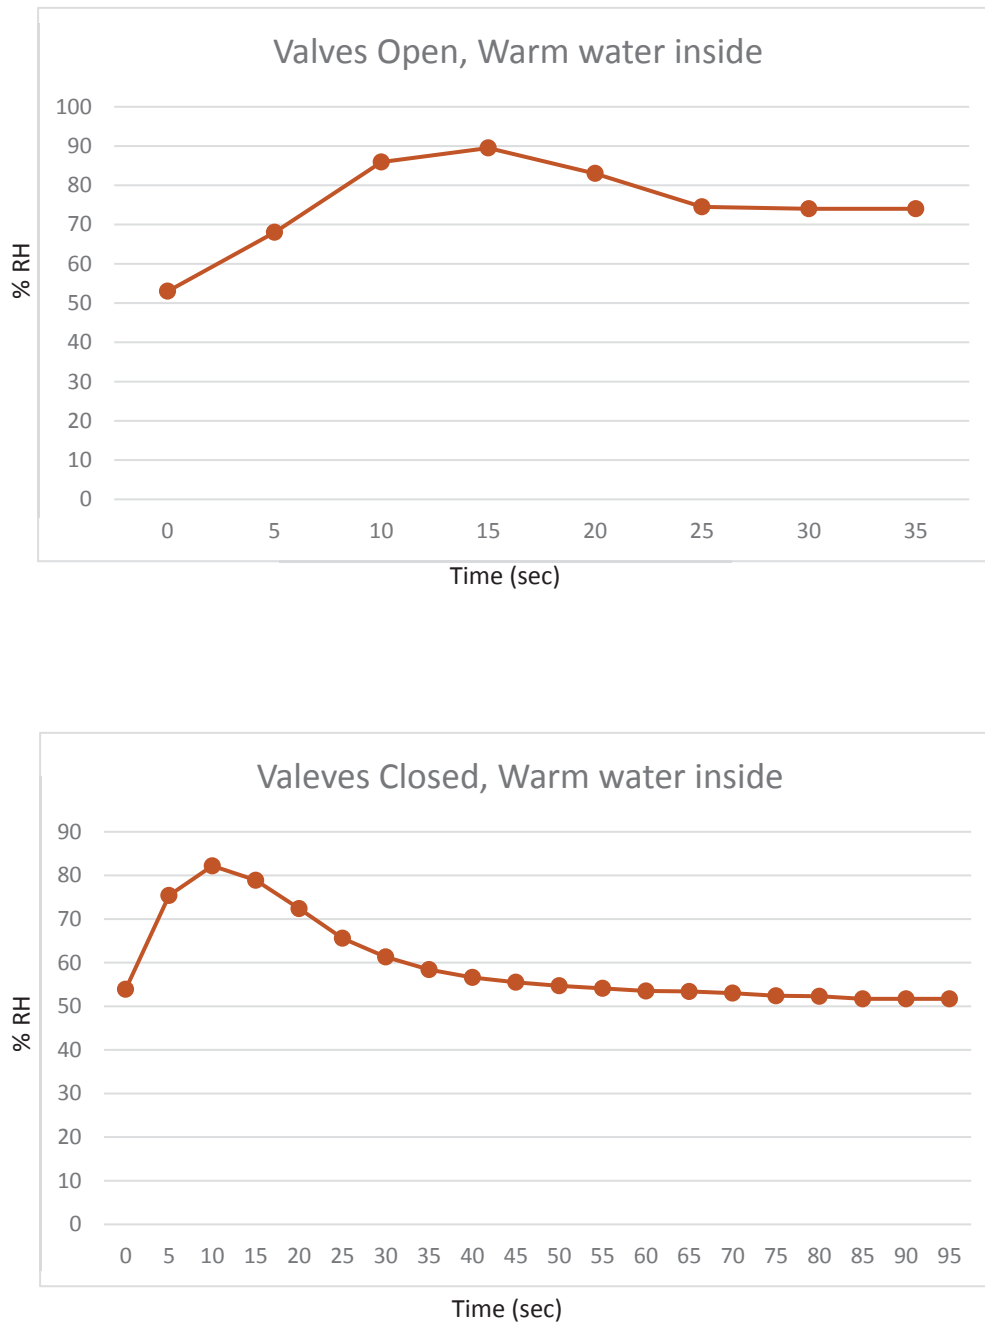 Valves Open, Warm water inside
100
90
80
70
60
50
40
30
20
10
0
% RH
0 5 10 15 20 25 30 35
Time (sec)
Valeves Closed, Warm water inside
90
80
70
60
50
40
30
20
10
0
% RH
0 5 10 15 20 25 30 35 40 45 50 55 60 65 70 75 80 85 90 95
Time (sec)